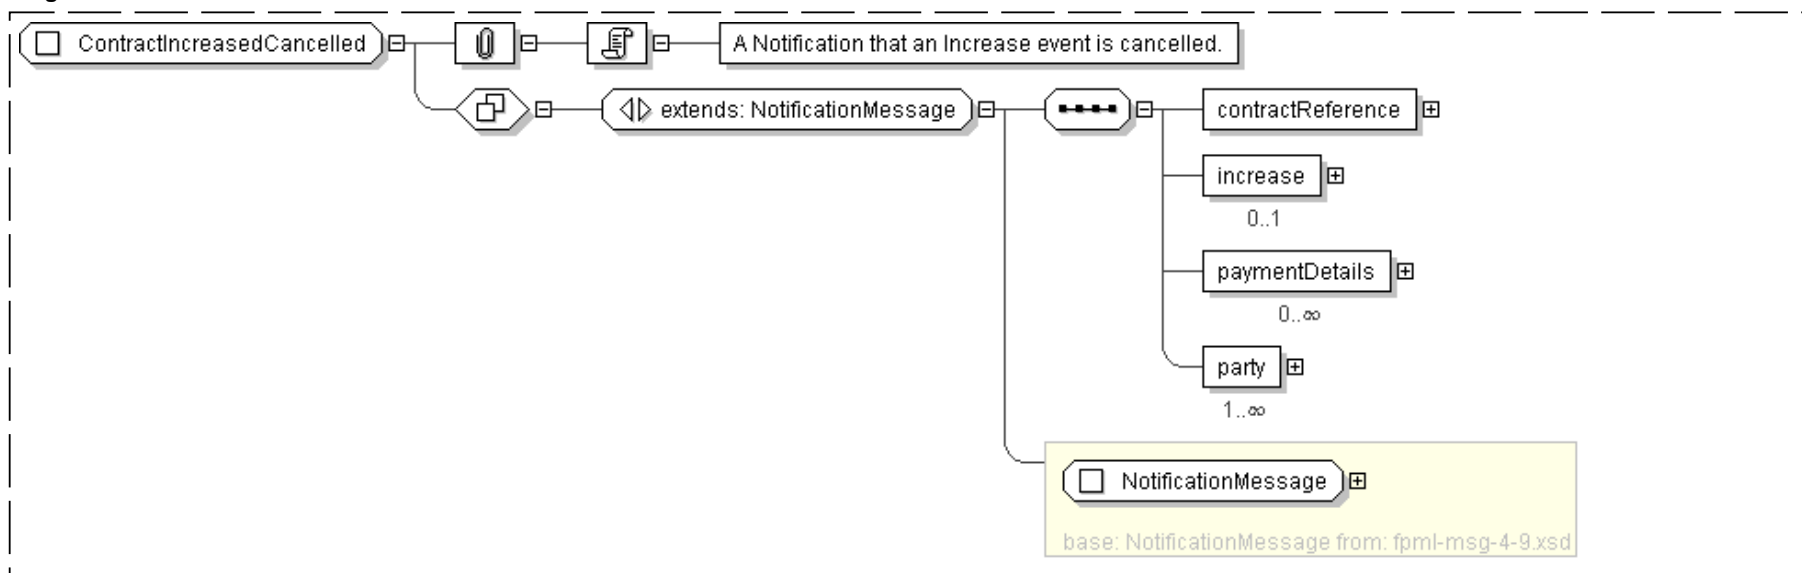 ContractIncreasedCancelled
A Notification that an Increase event is cancelled.
extends: NotificationMessage
contractReference
increase
0..1
paymentDetails
0..∞
party
1..∞
NotificationMessage
base: NotificationMessage from: fpml-msg-4-9.xsd